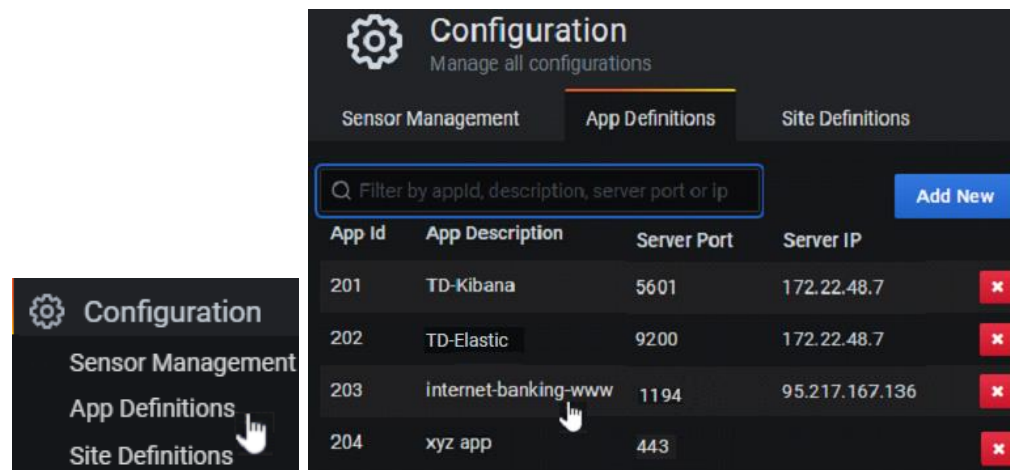 Configuration
Sensor Management
App Definitions
Site Definitions
Configuration
Manage all configurations
Sensor Management App Definitions Site Definitions
Filter by appId, description, server port or ip Add New
App Id App Description Server Port Server IP
201 TD-Kibana 5601 172.22.48.7
202 TD-Elastic 9200 172.22.48.7
203 internet-banking-www 1194 95.217.167.136
204 xyz app 443